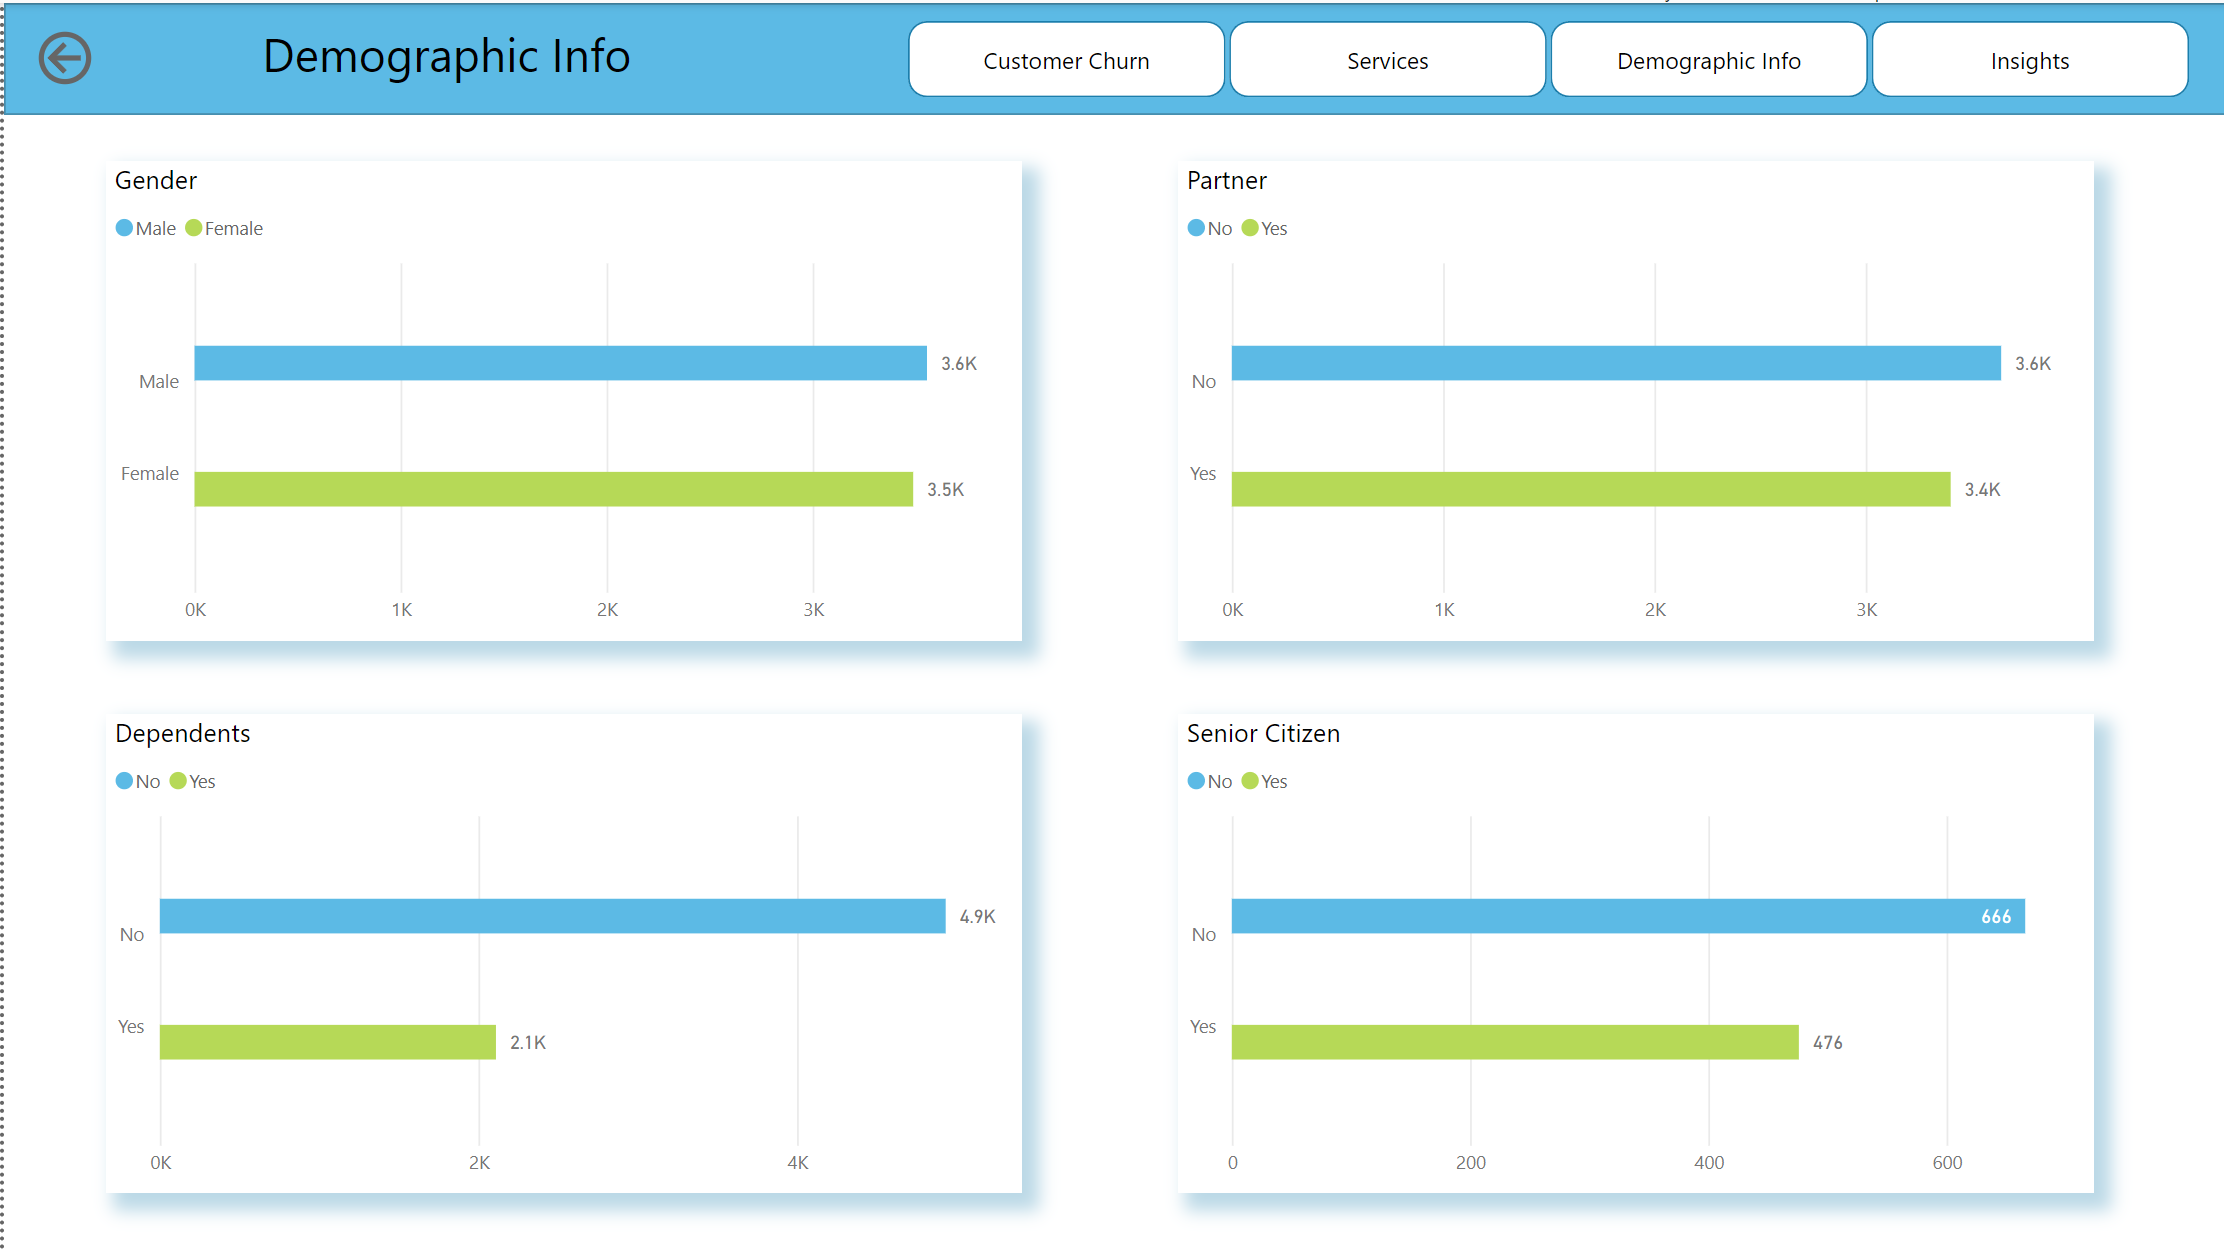 Demographic Info
Customer Churn
Services
Demographic Info
Insights
Gender
Male Female
Male
3.6K
Female
3.5K
0K 1K 2K 3K
Partner
No Yes
No
3.6K
Yes
3.4K
0K 1K 2K 3K
Dependents
No Yes
No
4.9K
Yes
2.1K
0K 2K 4K
Senior Citizen
No Yes
No
666
Yes
476
0 200 400 600